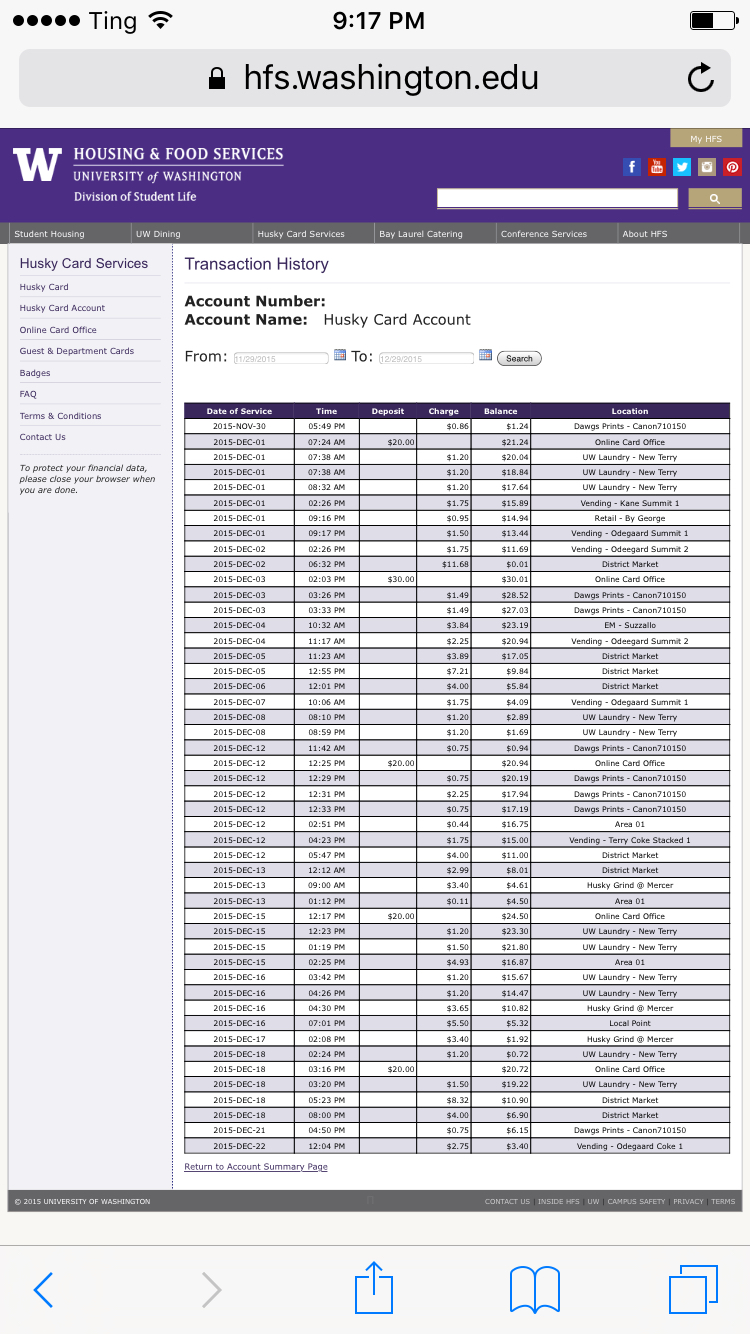 Ting 9:17 PM
hfs.washington.edu
My HFS
W HOUSING & FOOD SERVICES
UNIVERSITY of WASHINGTON
Division of Student Life
Student Housing UW Dining Husky Card Services Bay Laurel Catering Conference Services About HFS
Husky Card Services
Husky Card
Husky Card Account
Online Card Office
Guest & Department Cards
Badges
FAQ
Terms & Conditions
Contact Us
To protect your financial data,
please close your browser when
you are done.
Transaction History
Account Number:
Account Name: Husky Card Account
From: 11/29/2015 To: 12/29/2015 Search
Date of Service Time Deposit Charge Balance Location
2015-NOV-30 05:49 PM $0.86 $1.24 Dawgs Prints - Canon710150
2015-DEC-01 07:24 AM $20.00 $21.24 Online Card Office
2015-DEC-01 07:38 AM $1.20 $20.04 UW Laundry - New Terry
2015-DEC-01 07:38 AM $1.20 $18.84 UW Laundry - New Terry
2015-DEC-01 08:32 AM $1.20 $17.64 UW Laundry - New Terry
2015-DEC-01 02:26 PM $1.75 $15.89 Vending - Kane Summit 1
2015-DEC-01 09:16 PM $0.95 $14.94 Retail - By George
2015-DEC-01 09:17 PM $1.50 $13.44 Vending - Odegaard Summit 1
2015-DEC-02 02:26 PM $1.75 $11.69 Vending - Odeegard Summit 2
2015-DEC-02 06:32 PM $11.68 $0.01 District Market
2015-DEC-03 02:03 PM $30.00 $30.01 Online Card Office
2015-DEC-03 03:26 PM $1.49 $28.52 Dawgs Prints - Canon710150
2015-DEC-03 03:33 PM $1.49 $27.03 Dawgs Prints - Canon710150
2015-DEC-04 10:32 AM $3.84 $23.19 EM - Suzzallo
2015-DEC-04 11:17 AM $2.25 $20.94 Vending - Odeegard Summit 2
2015-DEC-05 11:23 AM $3.89 $17.05 District Market
2015-DEC-05 12:55 PM $7.21 $9.84 District Market
2015-DEC-06 12:01 PM $4.00 $5.84 District Market
2015-DEC-07 10:06 AM $1.75 $4.09 Vending - Odegaard Summit 1
2015-DEC-08 08:10 PM $1.20 $2.89 UW Laundry - New Terry
2015-DEC-08 08:59 PM $1.20 $1.69 UW Laundry - New Terry
2015-DEC-12 11:42 AM $0.75 $0.94 Dawgs Prints - Canon710150
2015-DEC-12 12:25 PM $20.00 $20.94 Online Card Office
2015-DEC-12 12:29 PM $0.75 $20.19 Dawgs Prints - Canon710150
2015-DEC-12 12:31 PM $2.25 $17.94 Dawgs Prints - Canon710150
2015-DEC-12 12:33 PM $0.75 $17.19 Dawgs Prints - Canon710150
2015-DEC-12 02:51 PM $0.44 $16.75 Area 01
2015-DEC-12 04:23 PM $1.75 $15.00 Vending - Terry Coke Stacked 1
2015-DEC-12 05:47 PM $4.00 $11.00 District Market
2015-DEC-13 12:12 AM $2.99 $8.01 District Market
2015-DEC-13 09:00 AM $3.40 $4.61 Husky Grind @ Mercer
2015-DEC-13 01:12 PM $0.11 $4.50 Area 01
2015-DEC-15 12:17 PM $20.00 $24.50 Online Card Office
2015-DEC-15 12:23 PM $1.20 $23.30 UW Laundry - New Terry
2015-DEC-15 01:19 PM $1.50 $21.80 UW Laundry - New Terry
2015-DEC-15 02:25 PM $4.93 $16.87 Area 01
2015-DEC-16 03:42 PM $1.20 $15.67 UW Laundry - New Terry
2015-DEC-16 04:26 PM $1.20 $14.47 UW Laundry - New Terry
2015-DEC-16 04:30 PM $3.65 $10.82 Husky Grind @ Mercer
2015-DEC-16 07:01 PM $5.50 $5.32 Local Point
2015-DEC-17 02:08 PM $3.40 $1.92 Husky Grind @ Mercer
2015-DEC-18 02:24 PM $1.20 $0.72 UW Laundry - New Terry
2015-DEC-18 03:16 PM $20.00 $20.72 Online Card Office
2015-DEC-18 03:20 PM $1.50 $19.22 UW Laundry - New Terry
2015-DEC-18 05:23 PM $8.32 $10.90 District Market
2015-DEC-18 08:00 PM $4.00 $6.90 District Market
2015-DEC-21 04:50 PM $0.75 $6.15 Dawgs Prints - Canon710150
2015-DEC-22 12:04 PM $2.75 $3.40 Vending - Odegaard Coke 1
Return to Account Summary Page
© 2015 UNIVERSITY OF WASHINGTON CONTACT US | INSIDE HFS | UW | CAMPUS SAFETY | PRIVACY | TERMS